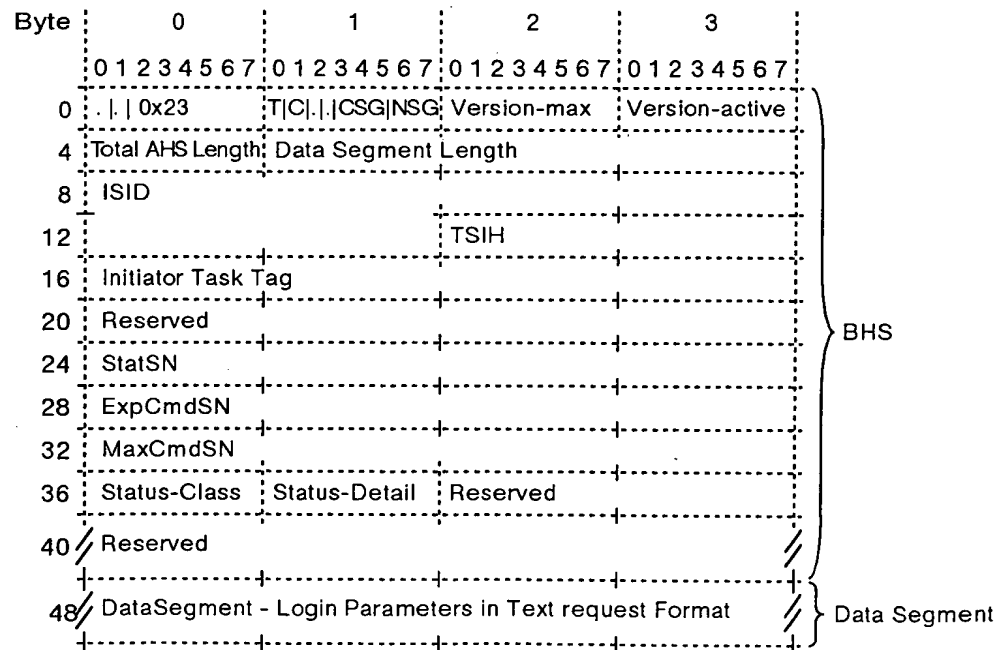 Byte 0 1 2 3
0 1 2 3 4 5 6 7 0 1 2 3 4 5 6 7 0 1 2 3 4 5 6 7 0 1 2 3 4 5 6 7
0 . |. | 0x23 T|C|.|.|CSG|NSG Version-max Version-active
4 Total AHS Length Data Segment Length
8 ISID
12 TSIH
16 Initiator Task Tag
20 Reserved
BHS
24 StatSN
28 ExpCmdSN
32 MaxCmdSN
36 Status-Class Status-Detail Reserved
40 Reserved
48 DataSegment - Login Parameters in Text request Format Data Segment